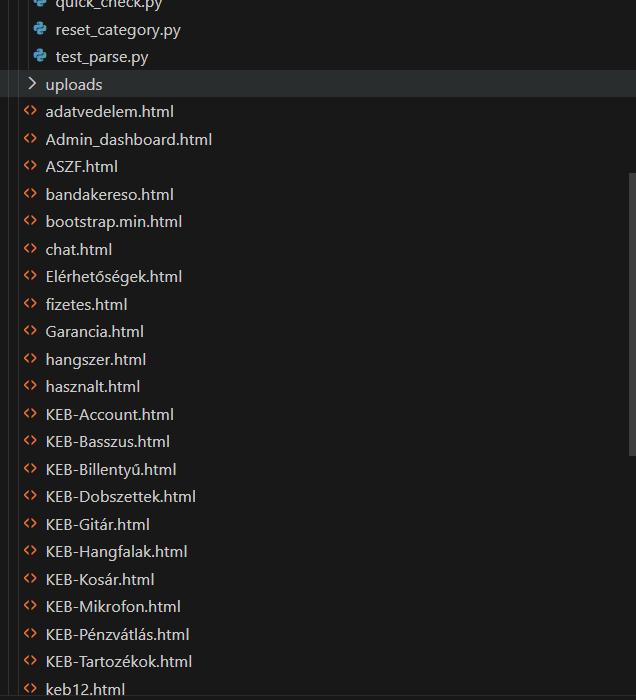 quick_check.py
reset_category.py
test_parse.py
uploads
adatvedelem.html
Admin_dashboard.html
ASZF.html
bandakereso.html
bootstrap.min.html
chat.html
Elérhetőségek.html
fizetes.html
Garancia.html
hangszer.html
hasznalt.html
KEB-Account.html
KEB-Basszus.html
KEB-Billentyű.html
KEB-Dobszettek.html
KEB-Gitár.html
KEB-Hangfalak.html
KEB-Kosár.html
KEB-Mikrofon.html
KEB-Pénzvátlás.html
KEB-Tartozékok.html
keb12.html